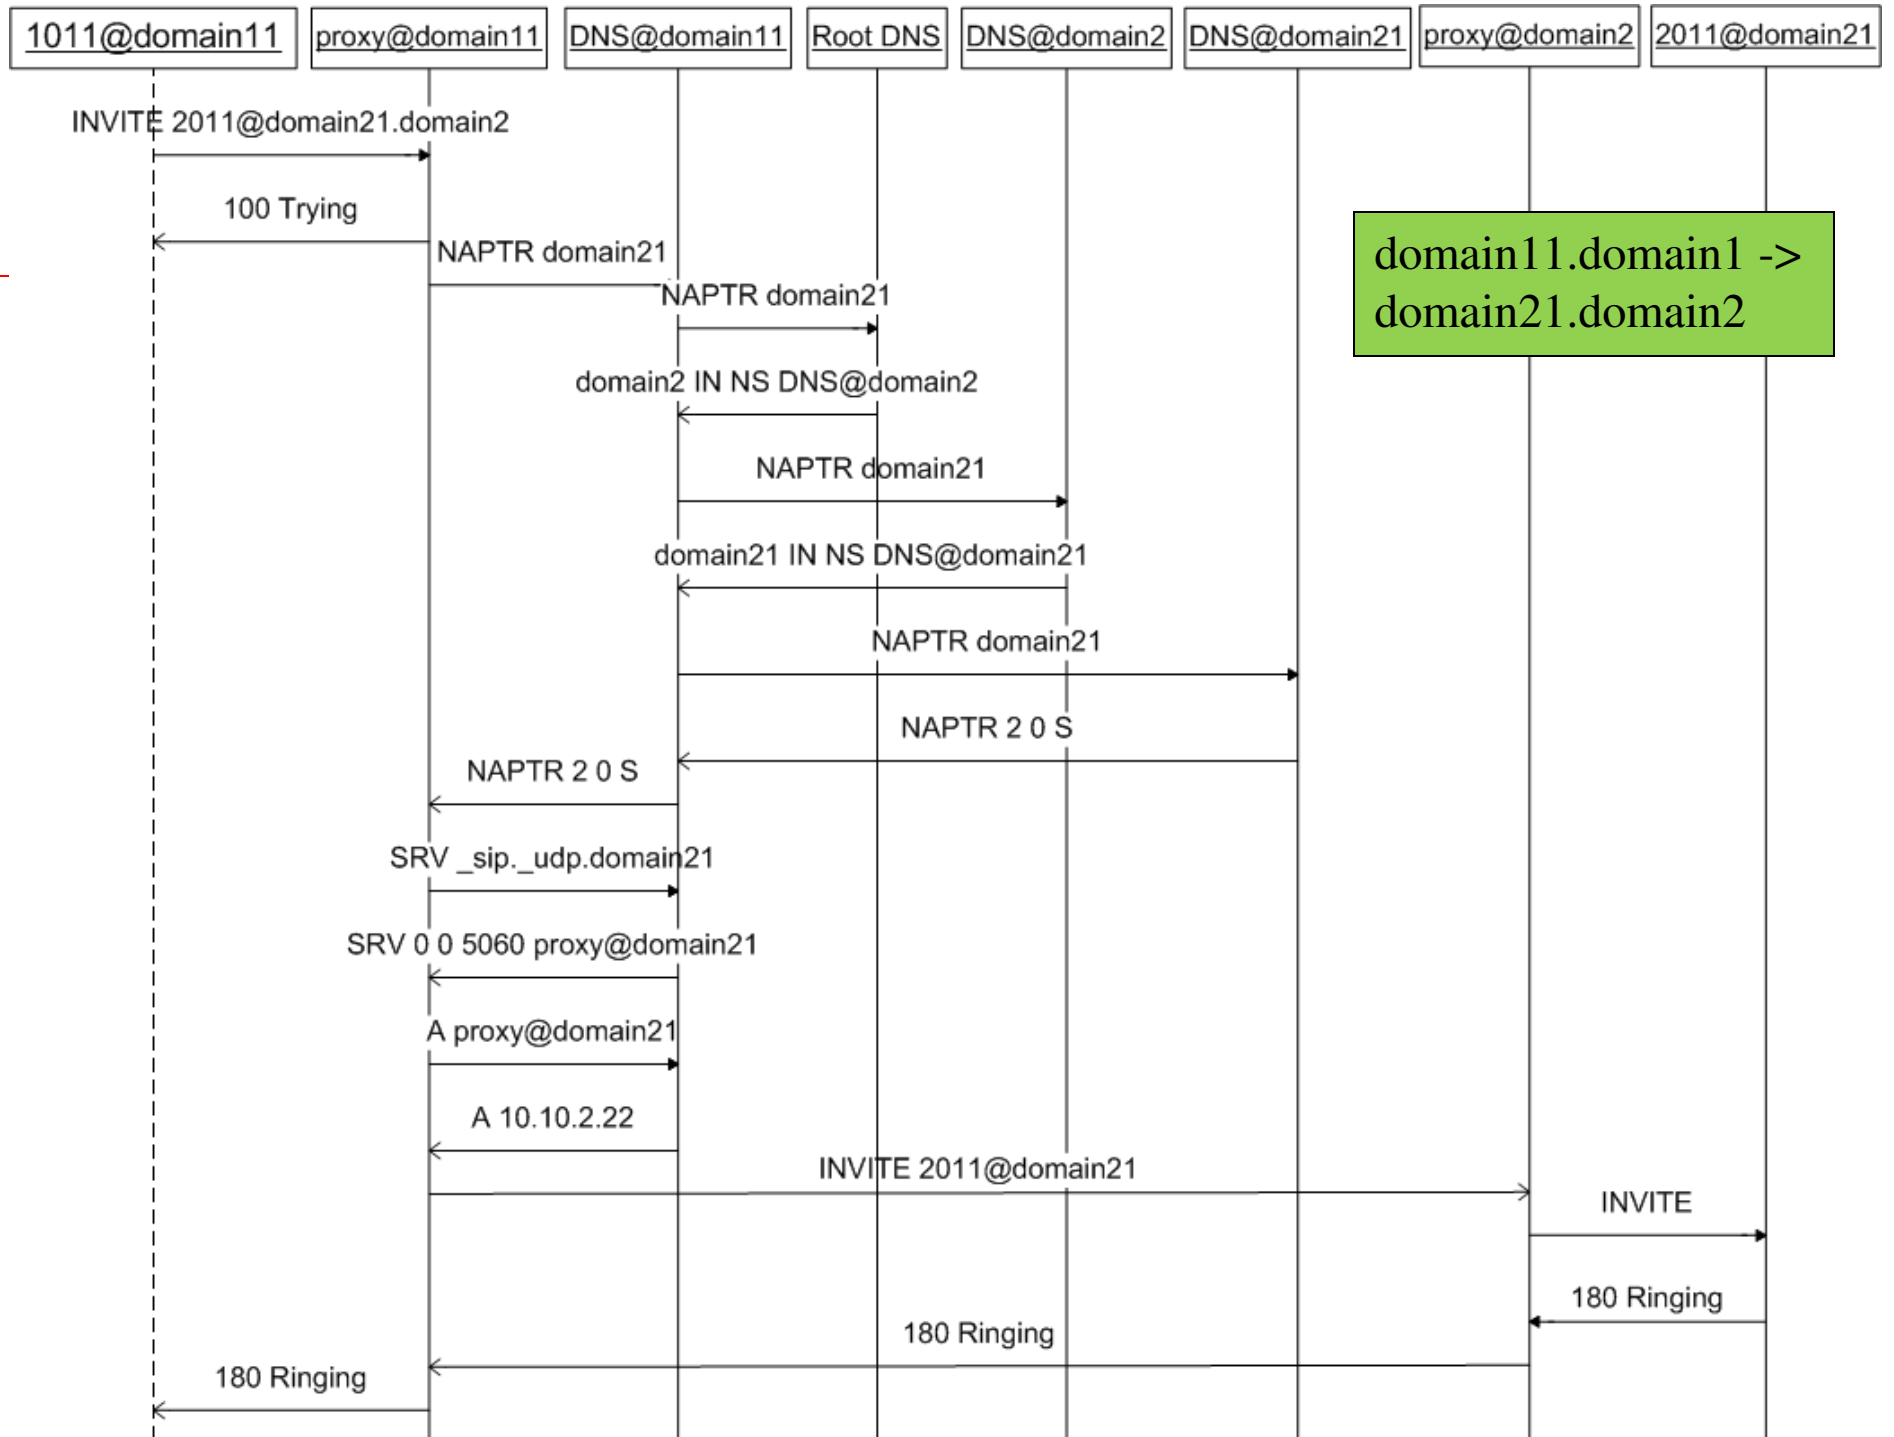 1011@domain11
proxy@domain11
DNS@domain11
Root DNS
DNS@domain2
DNS@domain21
proxy@domain2
2011@domain21
INVITE 2011@domain21.domain2
100 Trying
NAPTR domain21
domain11.domain1 ->
domain21.domain2
NAPTR domain21
domain2 IN NS DNS@domain2
NAPTR domain21
domain21 IN NS DNS@domain21
NAPTR domain21
NAPTR 2 0 S
NAPTR 2 0 S
SRV _sip._udp.domain21
SRV 0 0 5060 proxy@domain21
A proxy@domain21
A 10.10.2.22
INVITE 2011@domain21
INVITE
180 Ringing
180 Ringing
180 Ringing